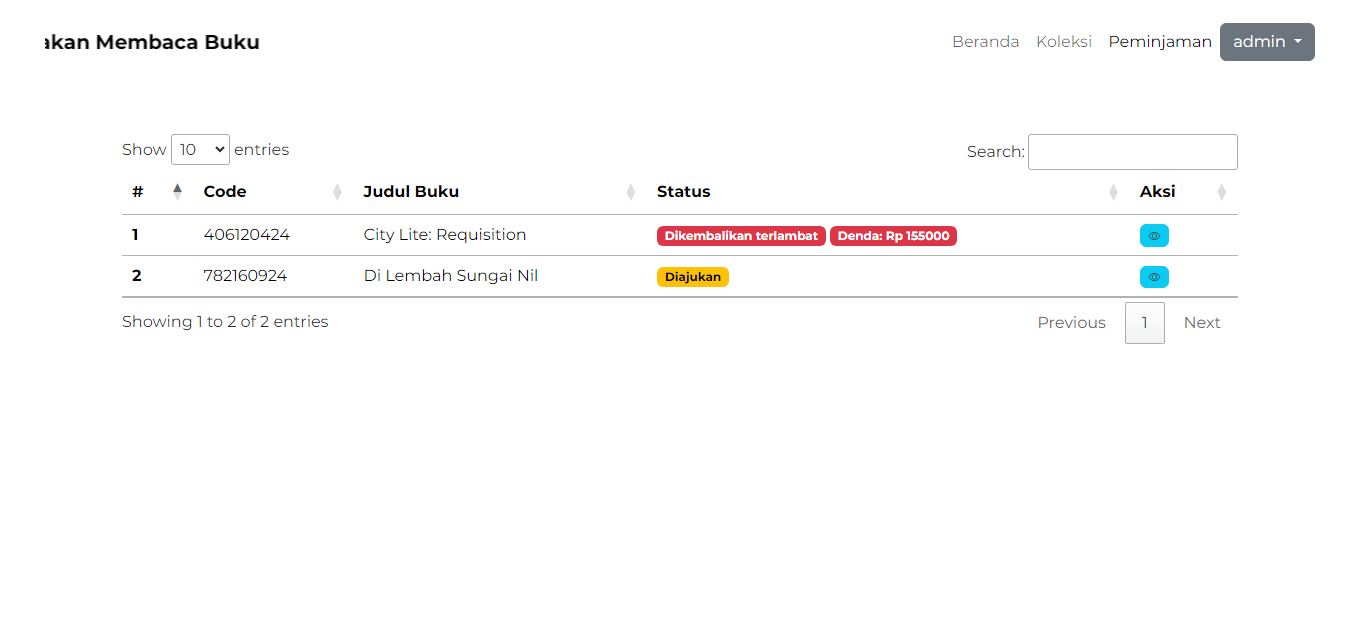 Membaca Buku
Beranda Koleksi Peminjaman admin
Show 10 entries
Search:
# Code Judul Buku Status Aksi
1 406120424 City Lite: Requisition Dikembalikan terlambat Denda: Rp 155000
2 782160924 Di Lembah Sungai Nil Diajukan
Showing 1 to 2 of 2 entries
Previous 1 Next